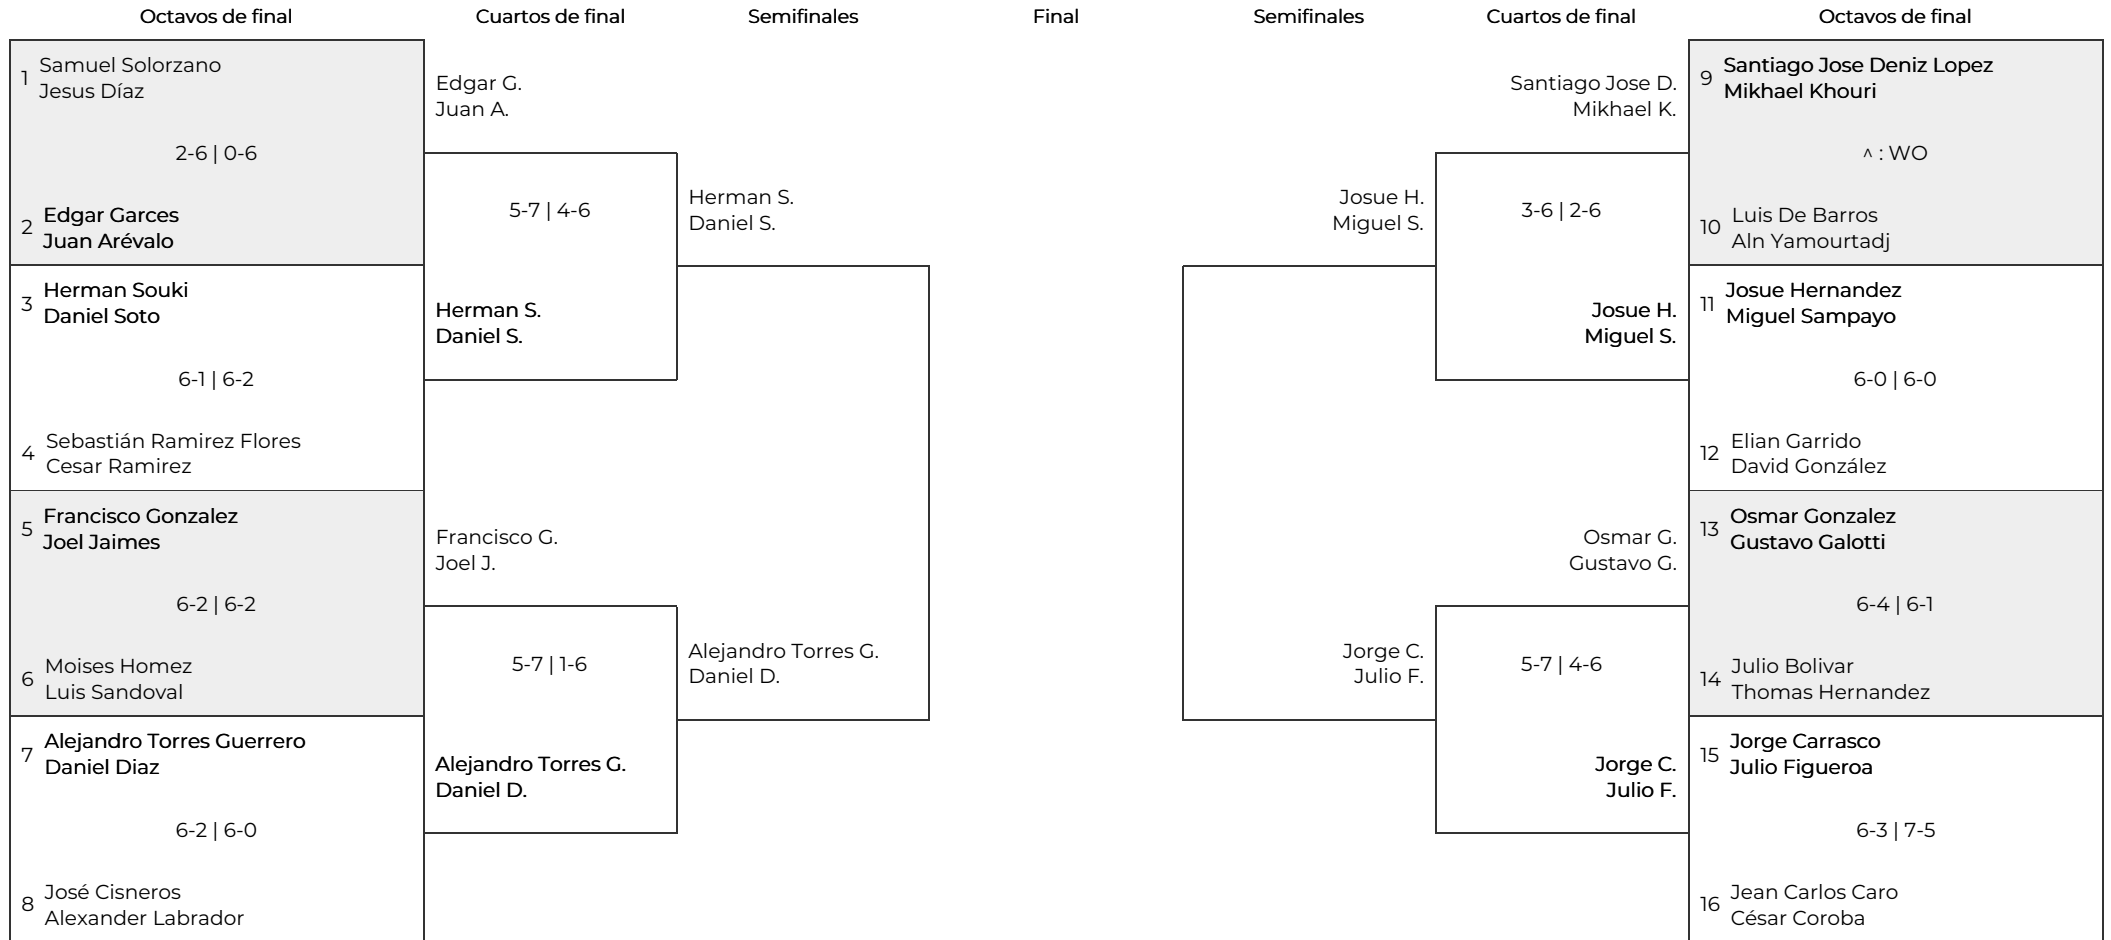 Octavos de final
Cuartos de final
Semifinales
Final
Semifinales
Cuartos de final
Octavos de final
1
Samuel Solorzano
Jesus Díaz
2-6 | 0-6
2
Edgar Garces
Juan Arévalo
3
Herman Souki
Daniel Soto
6-1 | 6-2
4
Sebastián Ramirez Flores
Cesar Ramirez
5
Francisco Gonzalez
Joel Jaimes
6-2 | 6-2
6
Moises Homez
Luis Sandoval
7
Alejandro Torres Guerrero
Daniel Diaz
6-2 | 6-0
8
José Cisneros
Alexander Labrador
Edgar G.
Juan A.
5-7 | 4-6
Herman S.
Daniel S.
Francisco G.
Joel J.
5-7 | 1-6
Alejandro Torres G.
Daniel D.
Herman S.
Daniel S.
Alejandro Torres G.
Daniel D.
Josue H.
Miguel S.
Jorge C.
Julio F.
Santiago Jose D.
Mikhael K.
3-6 | 2-6
Josue H.
Miguel S.
Osmar G.
Gustavo G.
5-7 | 4-6
Jorge C.
Julio F.
9
Santiago Jose Deniz Lopez
Mikhael Khouri
^ : WO
10
Luis De Barros
Aln Yamourtadj
11
Josue Hernandez
Miguel Sampayo
6-0 | 6-0
12
Elian Garrido
David González
13
Osmar Gonzalez
Gustavo Galotti
6-4 | 6-1
14
Julio Bolivar
Thomas Hernandez
15
Jorge Carrasco
Julio Figueroa
6-3 | 7-5
16
Jean Carlos Caro
César Coroba